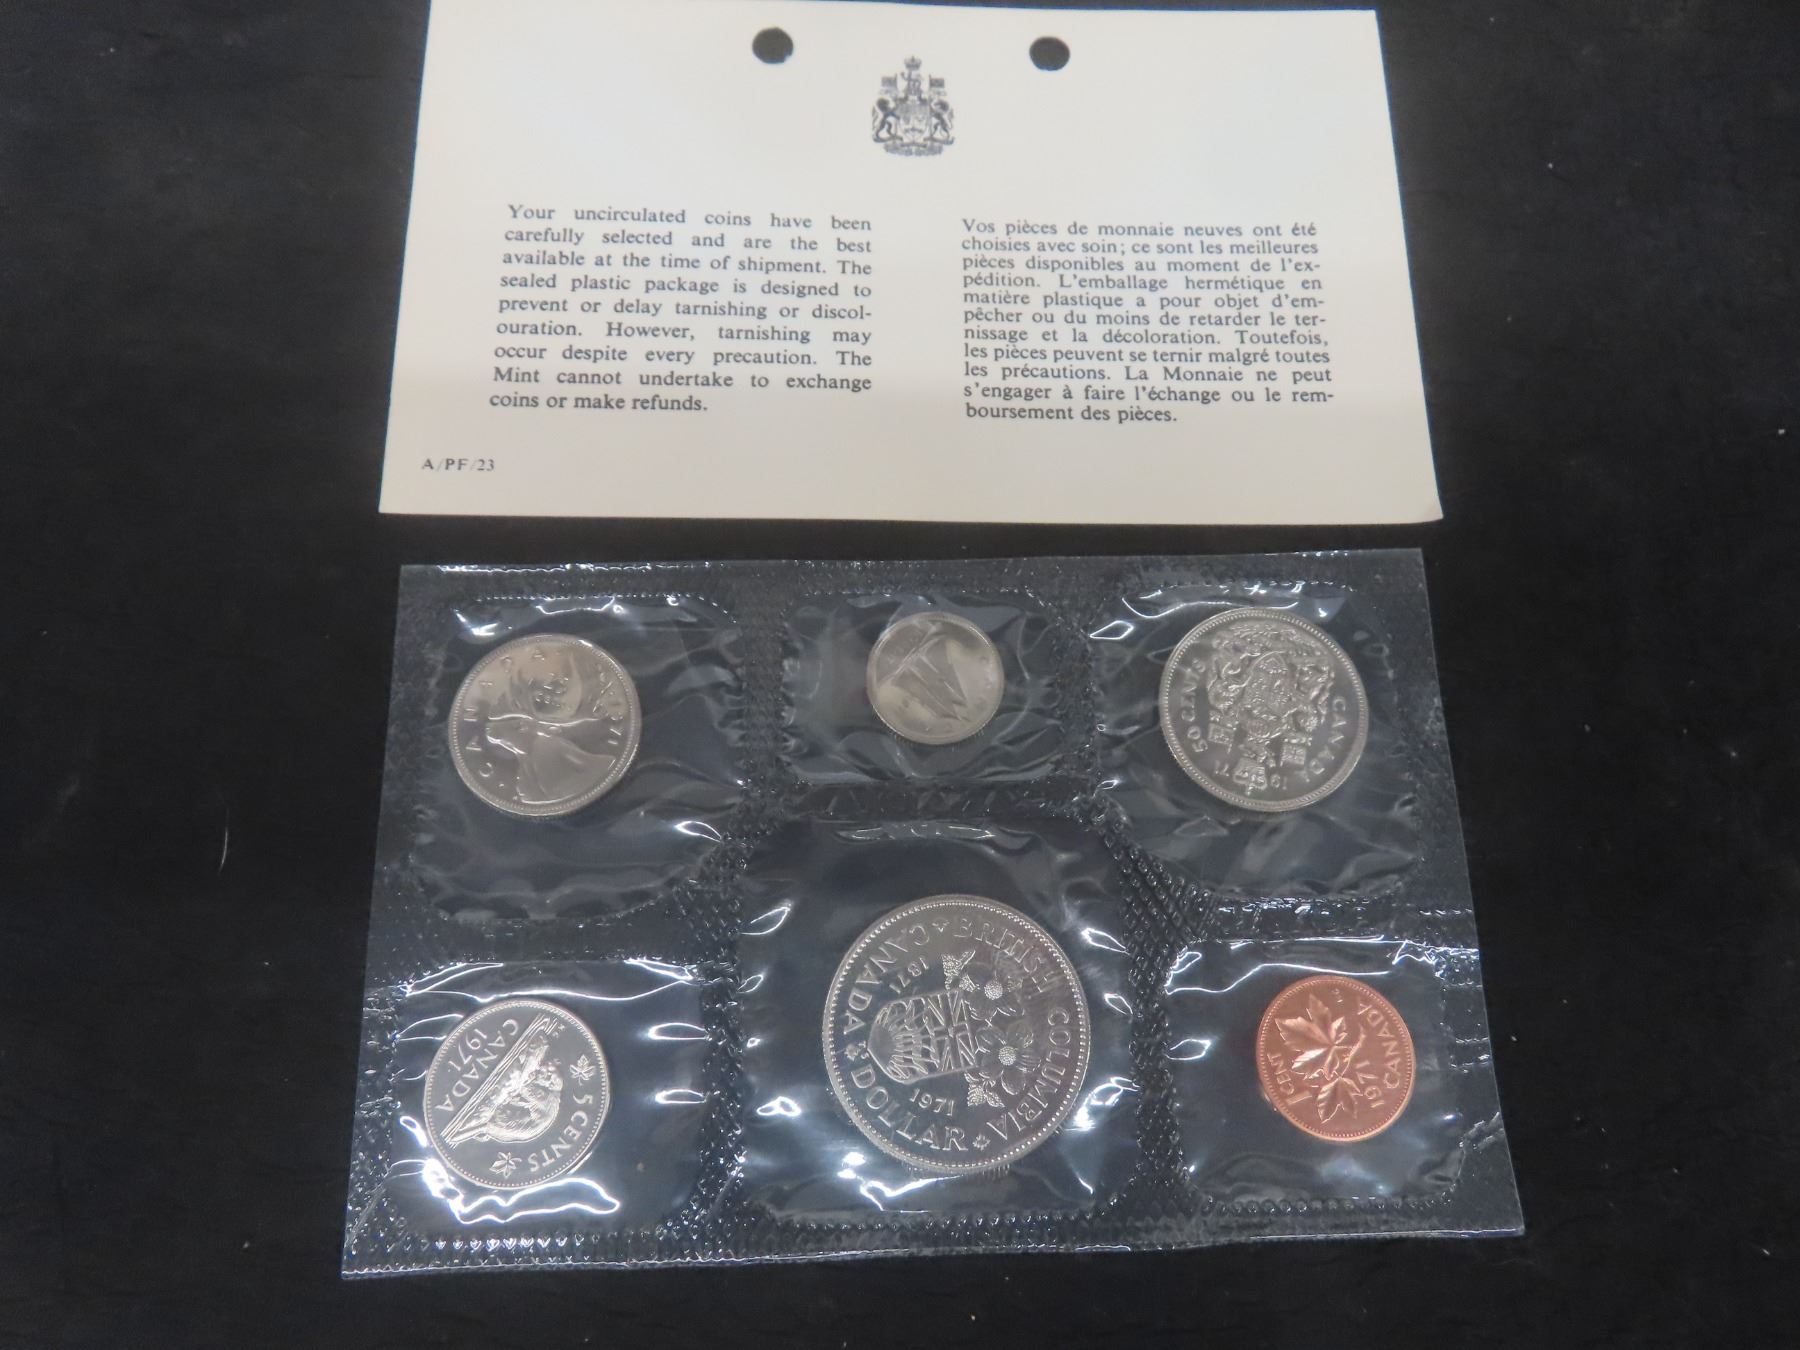 Your uncirculated coins have been
carefully selected and are the best
available at the time of shipment. The
sealed plastic package is designed to
prevent or delay tarnishing or discol-
ouration. However, tarnishing may
occur despite every precaution. The
Mint cannot undertake to exchange
coins or make refunds.
Vos pièces de monnaie neuves ont été
choisies avec soin; ce sont les meilleures
pièces disponibles au moment de l'ex-
pédition. L'emballage hermétique en
matière plastique a pour objet d'em-
pêcher ou du moins de retarder le ter-
nissage et la décoloration. Toutefois,
les pièces peuvent se ternir malgré toutes
les précautions. La Monnaie ne peut
s'engager à faire l'échange ou le rem-
boursement des pièces.
A/PF/23
CANADA 1971
50 CENTS
CANADA
1971
CANADA
1971
5 CENTS
BRITISH COLUMBIA
1871
1971
CANADA DOLLAR
1 CENT
1971
CANADA